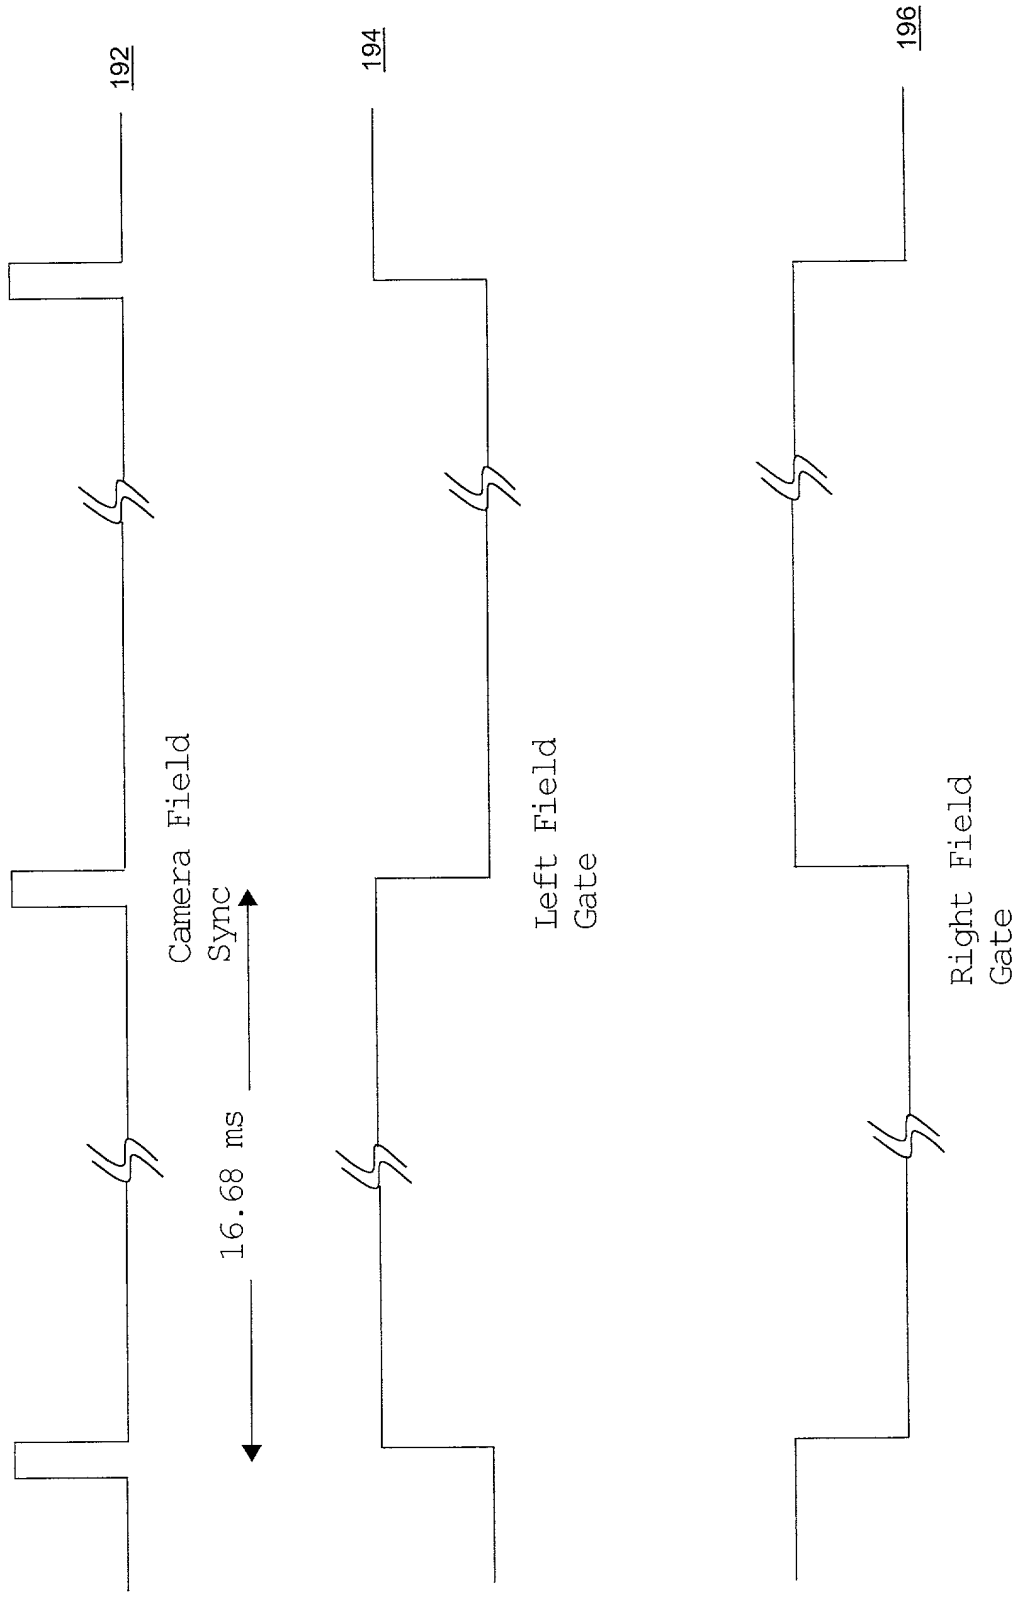 192
Camera Field
Sync
16.68 ms
194
Left Field
Gate
196
Right Field
Gate